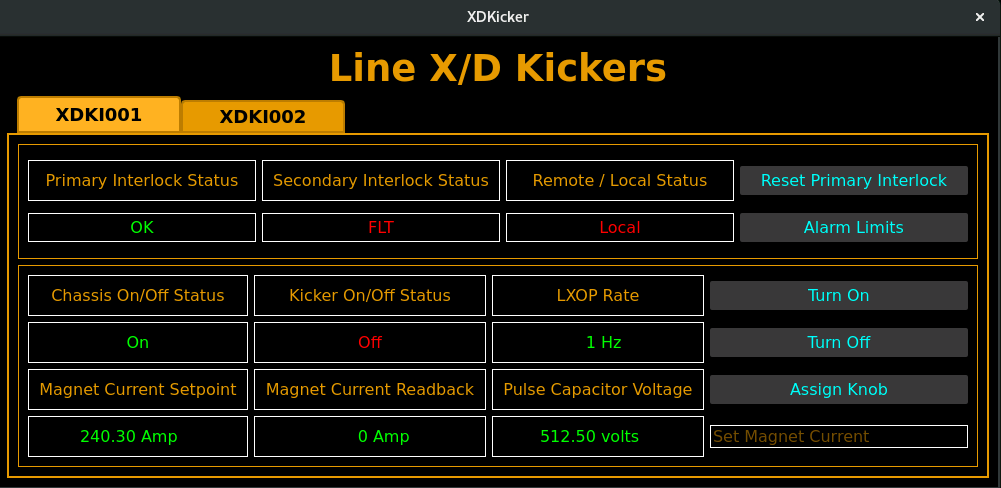 XDKicker
×
Line X/D Kickers
XDKI001 XDKI002
Primary Interlock Status Secondary Interlock Status Remote / Local Status Reset Primary Interlock
OK FLT Local Alarm Limits
Chassis On/Off Status Kicker On/Off Status LXOP Rate Turn On
On Off 1 Hz Turn Off
Magnet Current Setpoint Magnet Current Readback Pulse Capacitor Voltage Assign Knob
240.30 Amp 0 Amp 512.50 volts Set Magnet Current